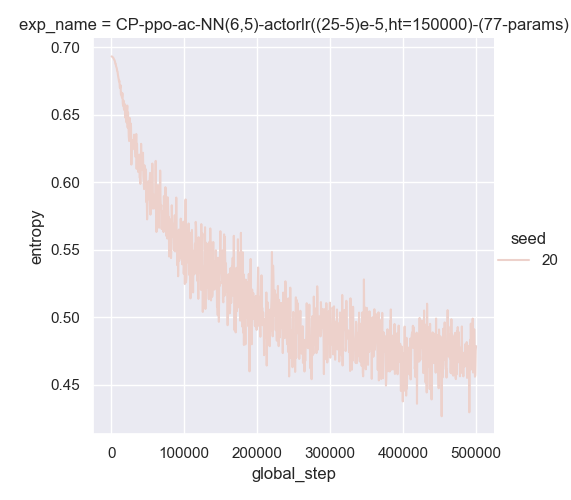 exp_name = CP-ppo-ac-NN(6,5)-actorlr((25-5)e-5,ht=150000)-(77-params)
0.70
0.65
0.60
0.55
0.50
0.45
entropy
0 100000 200000 300000 400000 500000
global_step
seed
20